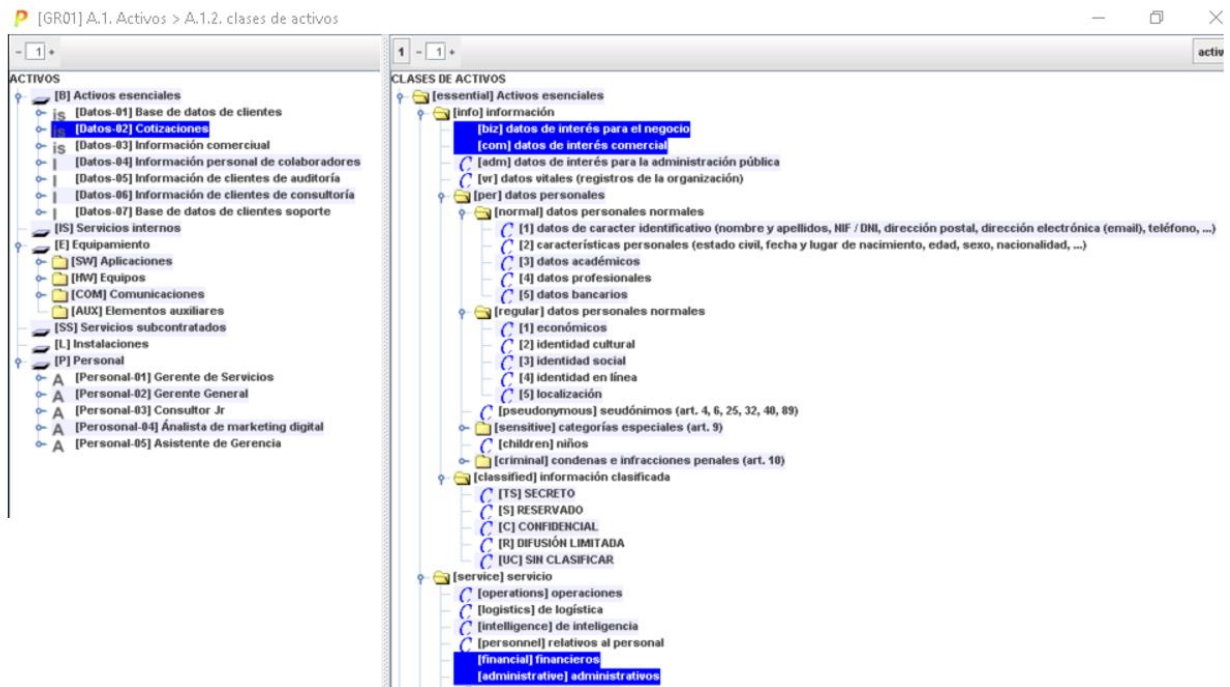 [GR01] A.1. Activos > A.1.2. clases de activos
- 1 +
ACTIVOS
[B] Activos esenciales
is [Datos-01] Base de datos de clientes
is [Datos-02] Cotizaciones
is [Datos-03] Información comerciual
I [Datos-04] Información personal de colaboradores
I [Datos-05] Información de clientes de auditoría
I [Datos-06] Información de clientes de consultoría
I [Datos-07] Base de datos de clientes soporte
[IS] Servicios internos
[E] Equipamiento
[SW] Aplicaciones
[HW] Equipos
[COM] Comunicaciones
[AUX] Elementos auxiliares
[SS] Servicios subcontratados
[L] Instalaciones
[P] Personal
A [Personal-01] Gerente de Servicios
A [Personal-02] Gerente General
A [Personal-03] Consultor Jr
A [Perosonal-04] Ánalista de marketing digital
A [Personal-05] Asistente de Gerencia
1 - 1 +
activ
CLASES DE ACTIVOS
[essential] Activos esenciales
[info] información
[biz] datos de interés para el negocio
[com] datos de interés comercial
C [adm] datos de interés para la administración pública
C [vr] datos vitales (registros de la organización)
[per] datos personales
[normal] datos personales normales
C [1] datos de caracter identificativo (nombre y apellidos, NIF / DNI, dirección postal, dirección electrónica (email), teléfono, ...)
C [2] características personales (estado civil, fecha y lugar de nacimiento, edad, sexo, nacionalidad, ...)
C [3] datos académicos
C [4] datos profesionales
C [5] datos bancarios
[regular] datos personales normales
C [1] económicos
C [2] identidad cultural
C [3] identidad social
C [4] identidad en línea
C [5] localización
C [pseudonymous] seudónimos (art. 4, 6, 25, 32, 40, 89)
[sensitive] categorías especiales (art. 9)
C [children] niños
[criminal] condenas e infracciones penales (art. 10)
[classified] información clasificada
C [TS] SECRETO
C [S] RESERVADO
C [C] CONFIDENCIAL
C [R] DIFUSIÓN LIMITADA
C [UC] SIN CLASIFICAR
[service] servicio
C [operations] operaciones
C [logistics] de logística
C [intelligence] de inteligencia
C [personnel] relativos al personal
[financial] financieros
[administrative] administrativos